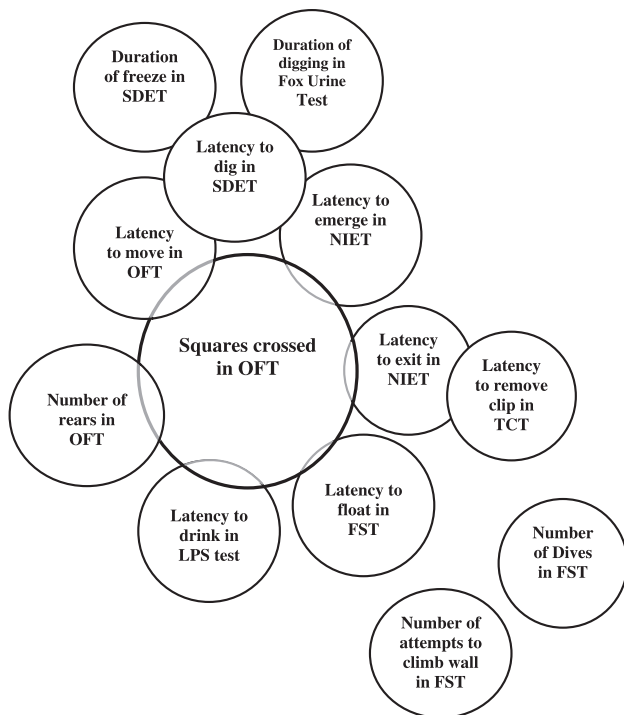 Duration
of freeze in
SDET
Duration of
digging in
Fox Urine
Test
Latency to
dig in
SDET
Latency to
emerge in
NIET
Latency
to move in
OFT
Squares crossed
in OFT
Latency
to exit in
NIET
Latency
to remove
clip in
TCT
Number of
rears in
OFT
Latency to
drink in
LPS test
Latency to
float in
FST
Number
of Dives
in FST
Number of
attempts to
climb wall
in FST